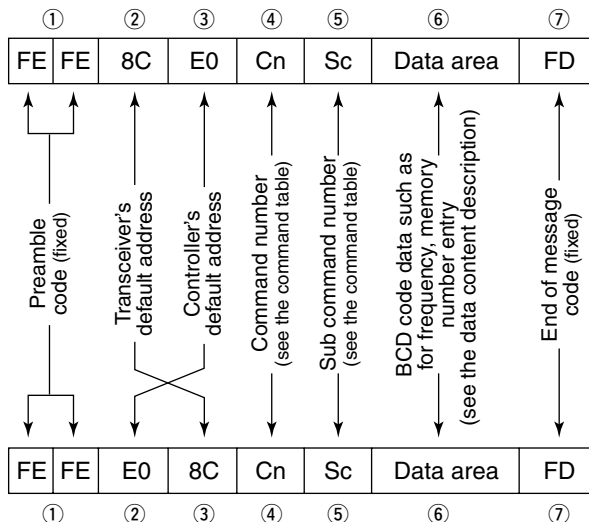 ① ② ③ ④ ⑤ ⑥ ⑦
FE FE 8C E0 Cn Sc Data area FD
Preamble
code (fixed)
Transceiver's
default address
Controller's
default address
Command number
(see the command table)
Sub command number
(see the command table)
BCD code data such as
for frequency, memory
number entry
(see the data content description)
End of message
code (fixed)
FE FE E0 8C Cn Sc Data area FD
① ② ③ ④ ⑤ ⑥ ⑦